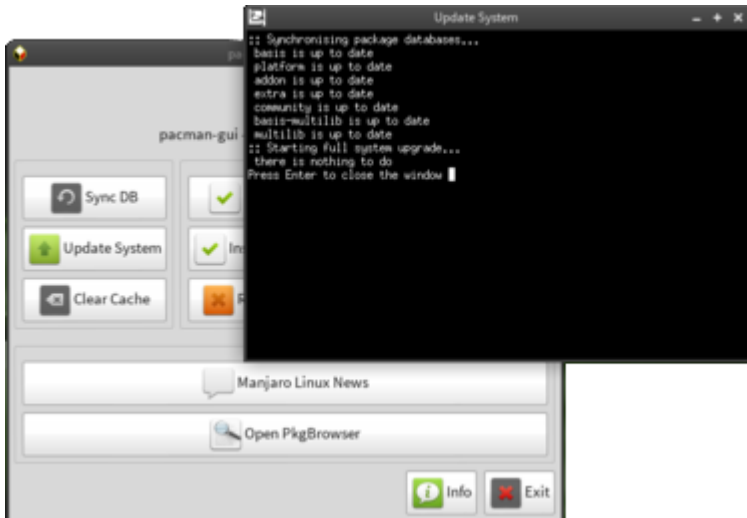 Update System
:: Synchronising package databases...
basis is up to date
platform is up to date
addon is up to date
extra is up to date
community is up to date
basis-multilib is up to date
multilib is up to date
:: Starting full system upgrade...
there is nothing to do
Press Enter to close the window
pacman-gui
Sync DB
Update System
Clear Cache
Manjaro Linux News
Open PkgBrowser
Info
Exit